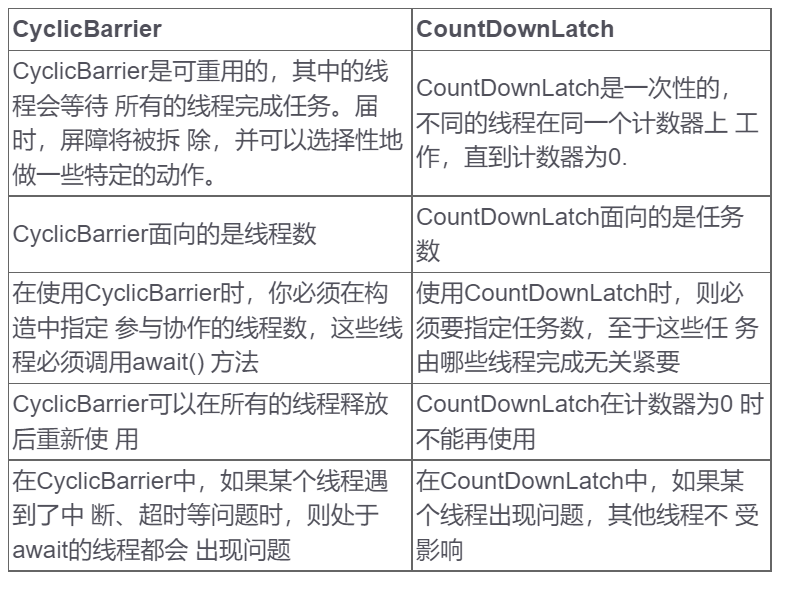 CyclicBarrier
CountDownLatch
CyclicBarrier是可重用的，其中的线
程会等待 所有的线程完成任务。届
时，屏障将被拆 除，并可以选择性地
做一些特定的动作。
CountDownLatch是一次性的，
不同的线程在同一个计数器上 工
作，直到计数器为0.
CyclicBarrier面向的是线程数
CountDownLatch面向的是任务
数
在使用CyclicBarrier时，你必须在构
造中指定 参与协作的线程数，这些线
程必须调用await() 方法
使用CountDownLatch时，则必
须要指定任务数，至于这些任 务
由哪些线程完成无关紧要
CyclicBarrier可以在所有的线程释放
后重新使 用
CountDownLatch在计数器为0 时
不能再使用
在CyclicBarrier中，如果某个线程遇
到了中 断、超时等问题时，则处于
await的线程都会 出现问题
在CountDownLatch中，如果某
个线程出现问题，其他线程不 受
影响